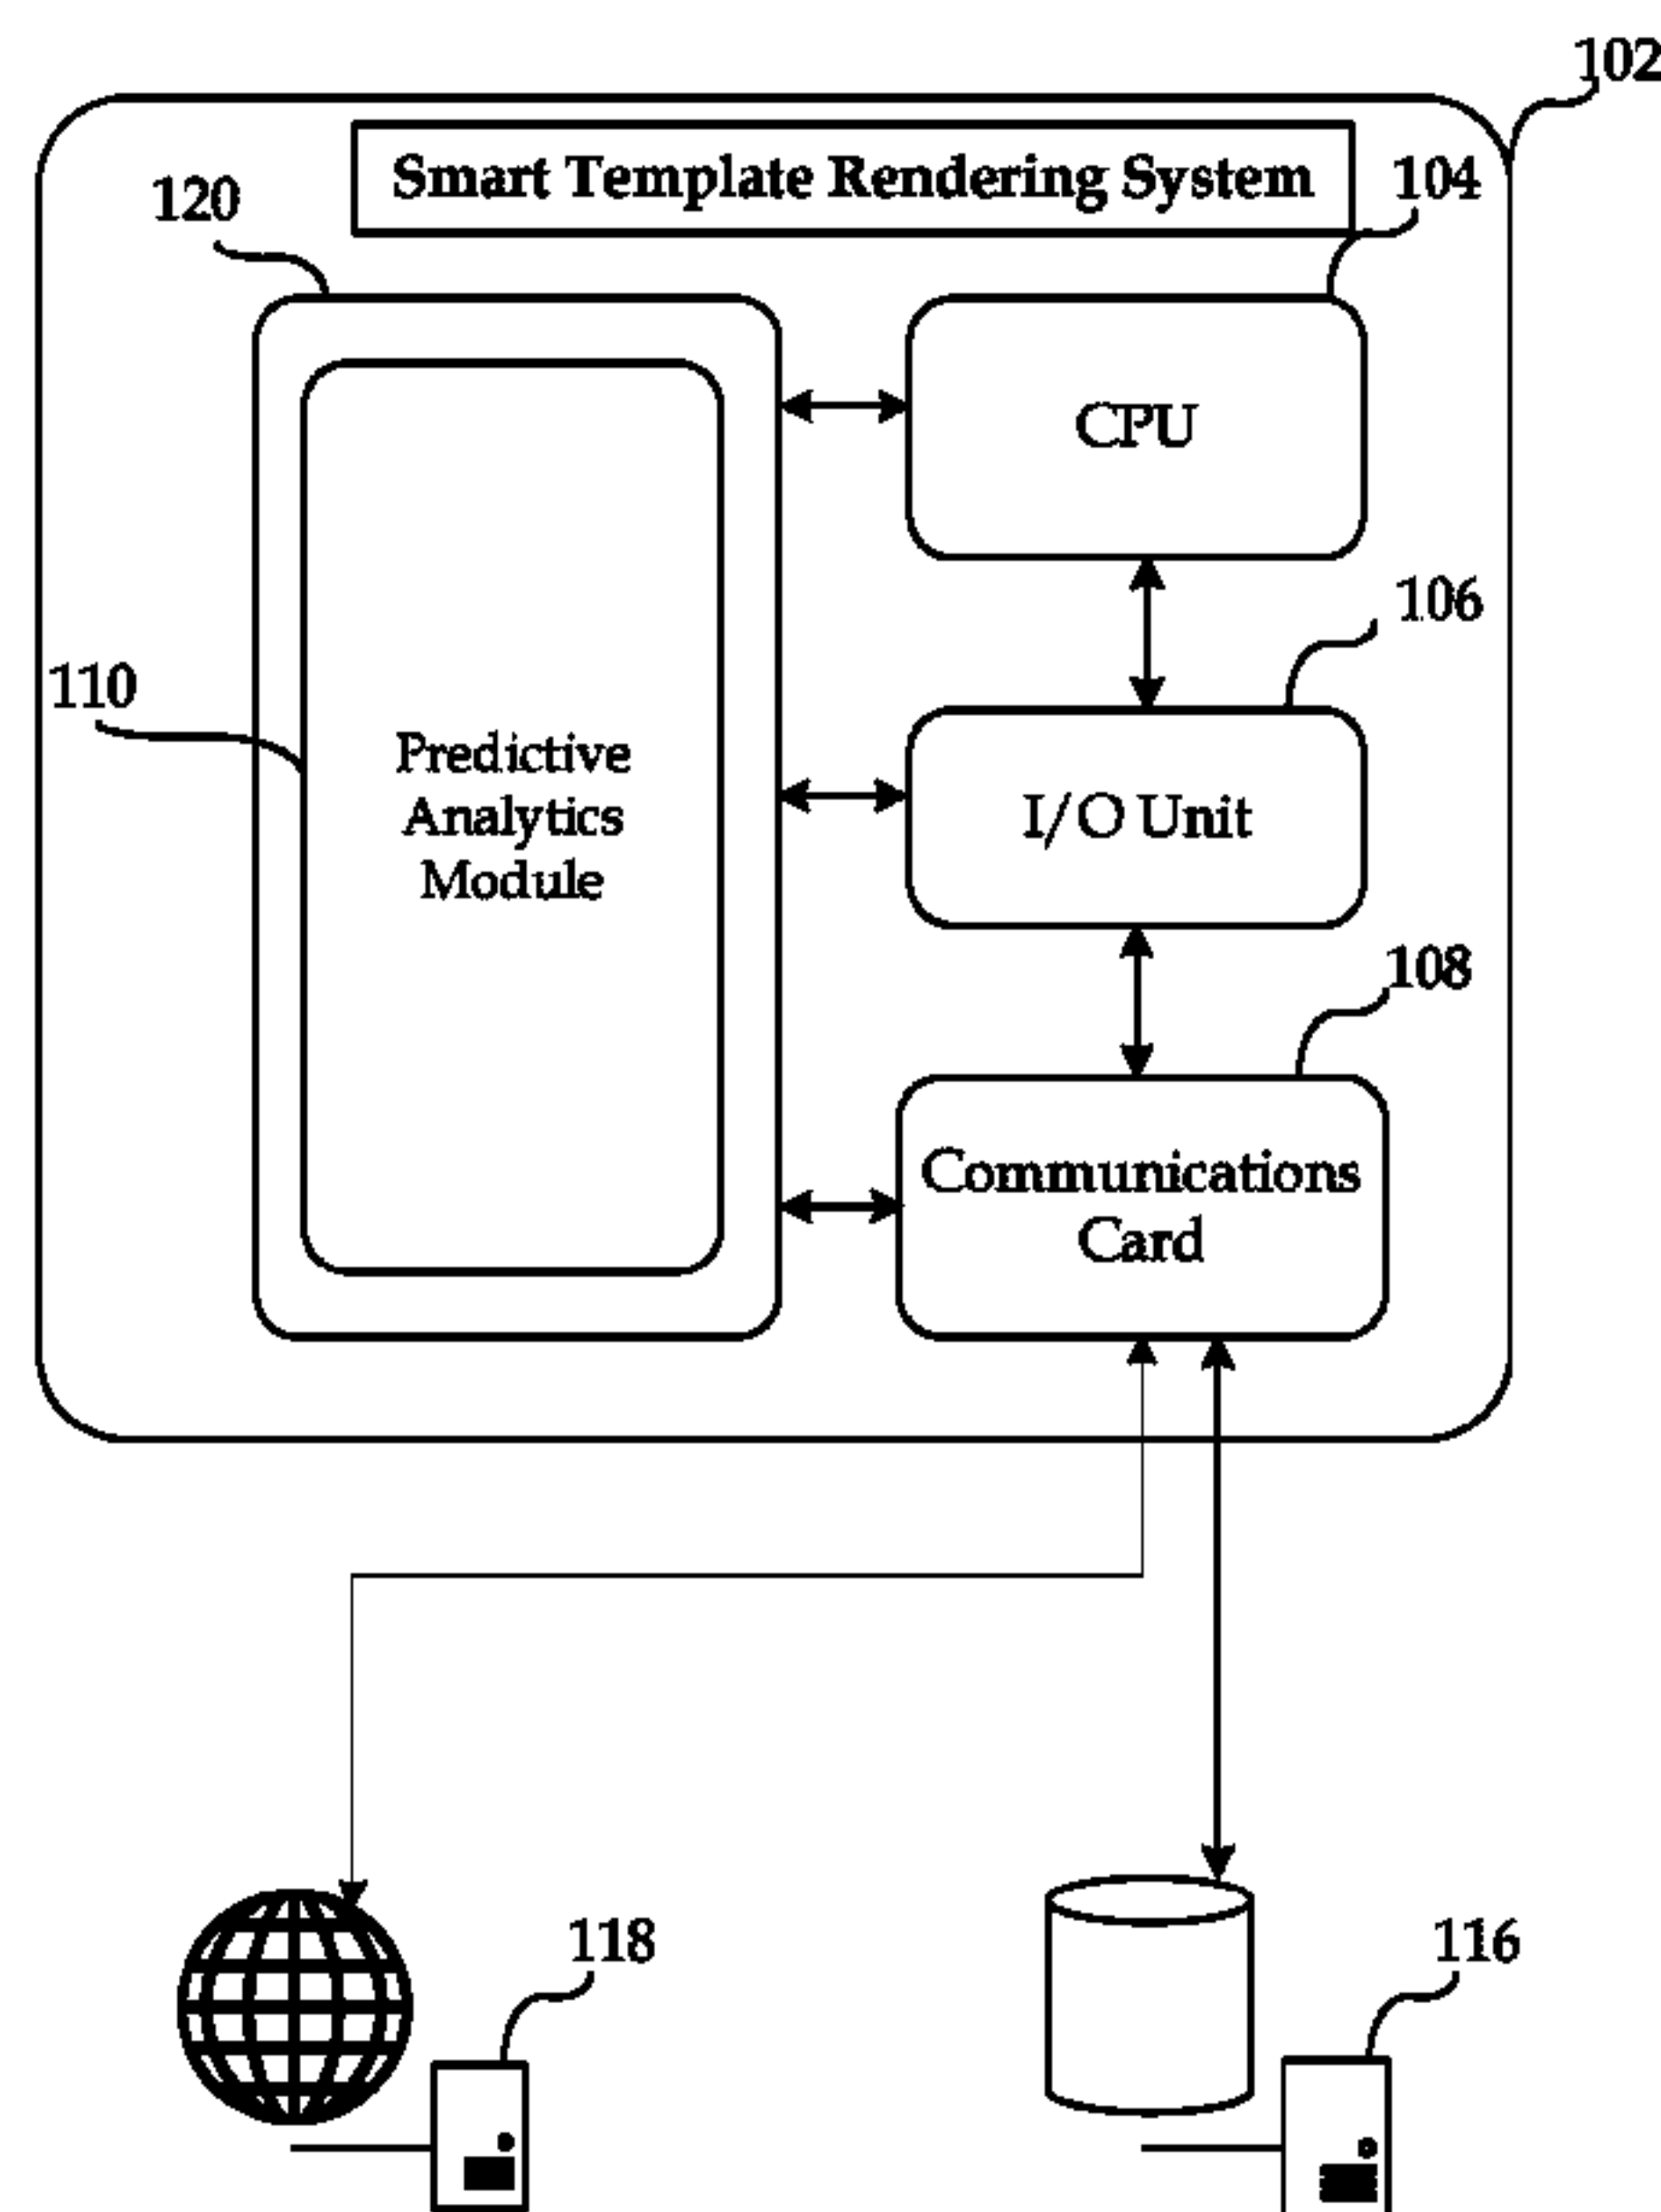 102
Smart Template Rendering System
104
120
CPU
106
110
Predictive
Analytics
Module
I/O Unit
108
Communications
Card
118
116